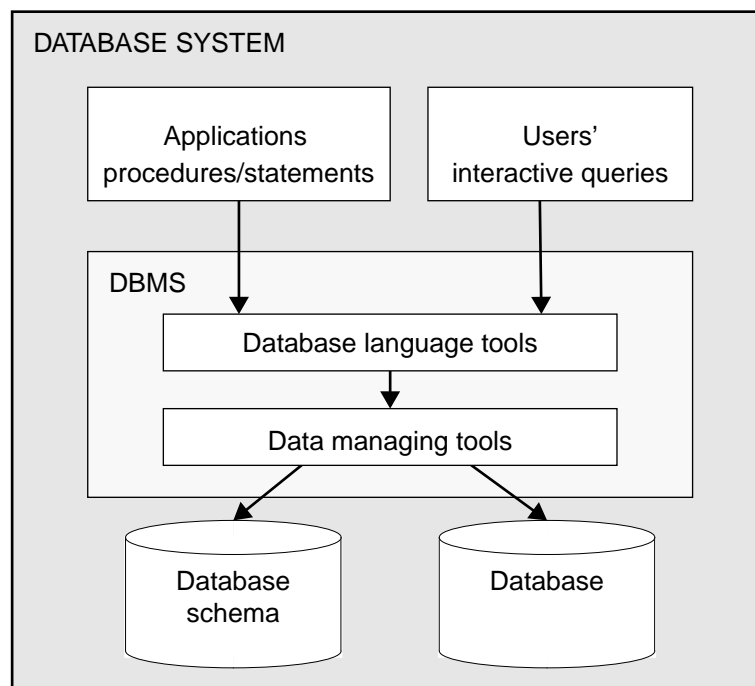 DATABASE SYSTEM
Applications
procedures/statements
Users’
interactive queries
DBMS
Database language tools
Data managing tools
Database
schema
Database